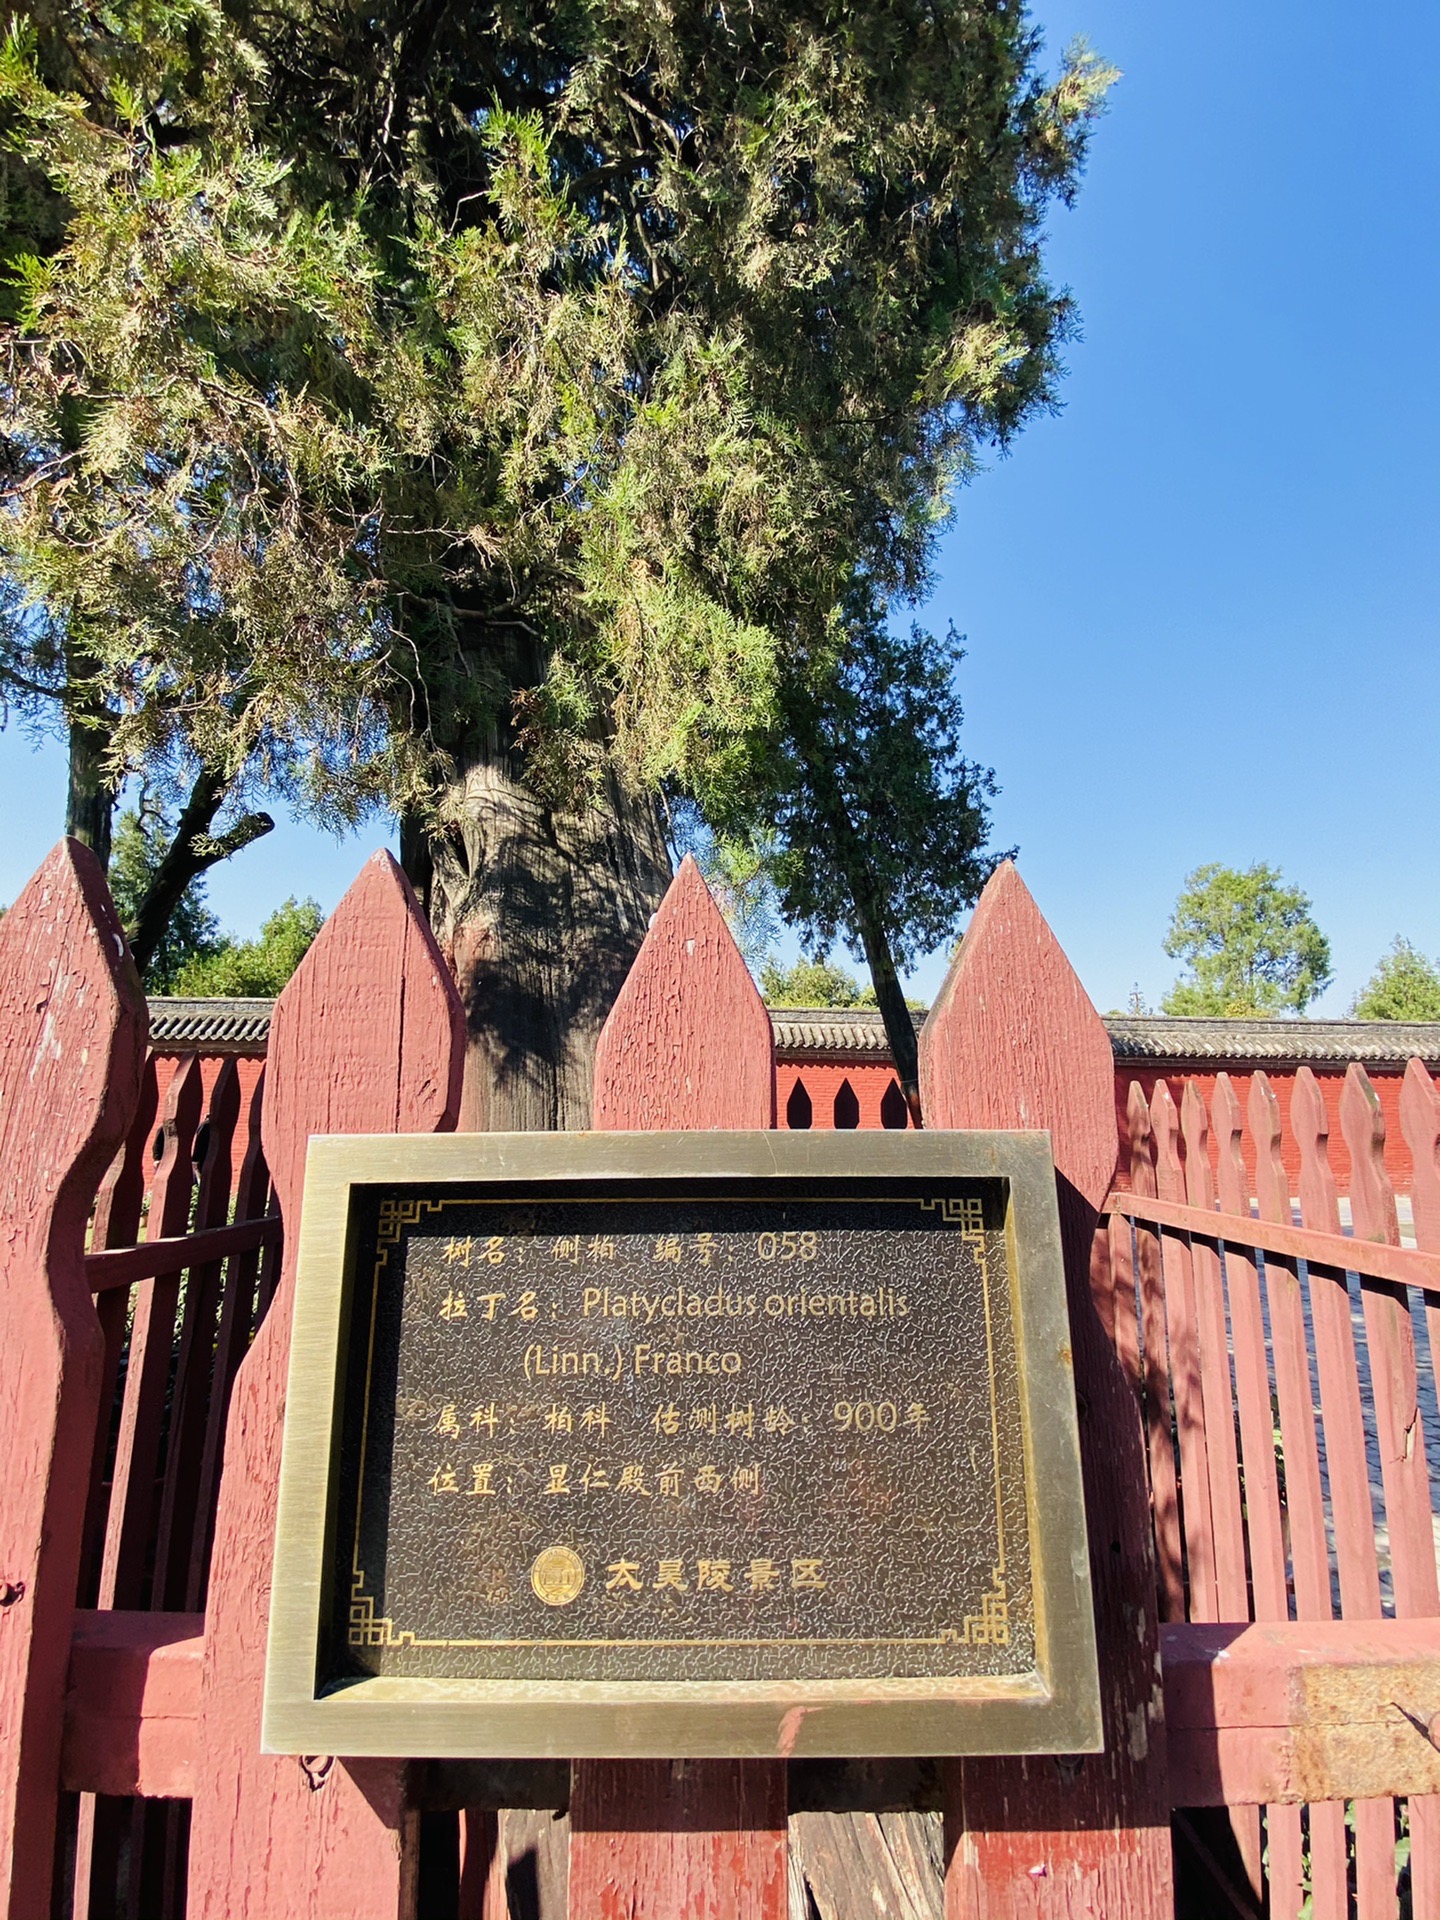 树名：侧柏 编号：058
拉丁名：Platycladus orientalis
(Linn.) Franco
属科：柏科 估测树龄：900年
位置：显仁殿前西侧
太昊陵景区